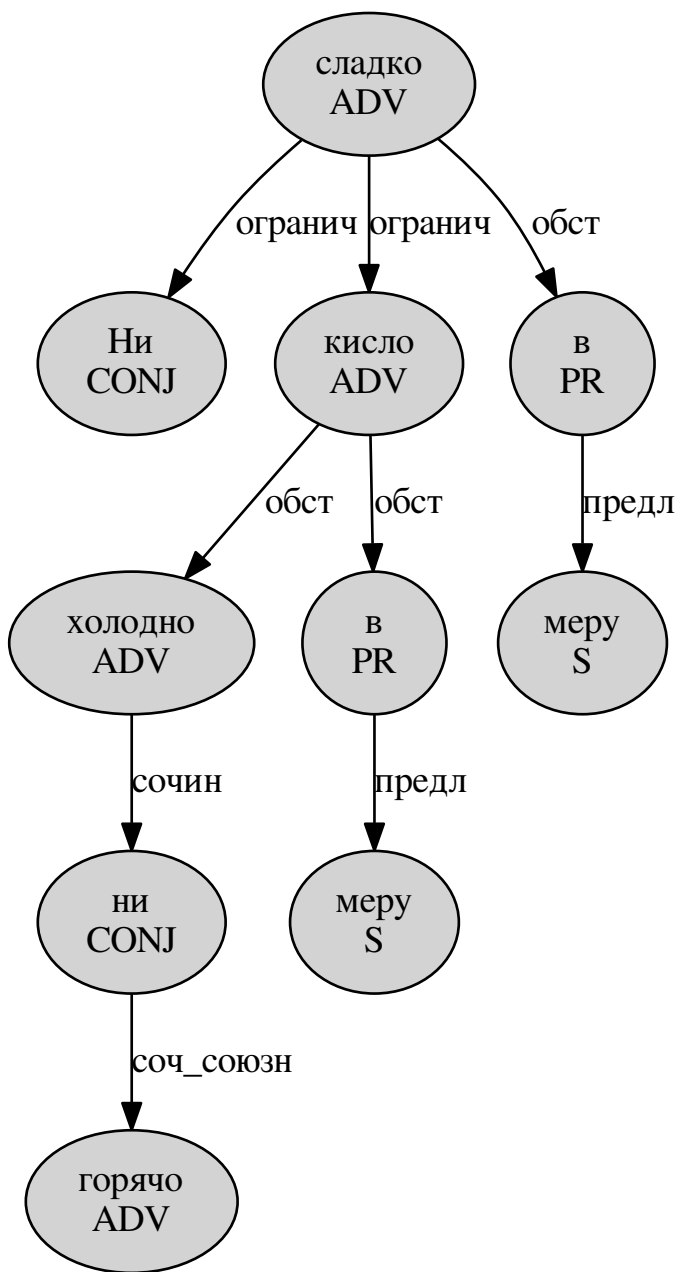 сладко
ADV
огранич
огранич
обст
Ни
CONJ
кисло
ADV
в
PR
обст
обст
предл
холодно
ADV
в
PR
меру
S
сочин
предл
ни
CONJ
меру
S
соч_союзн
горячо
ADV